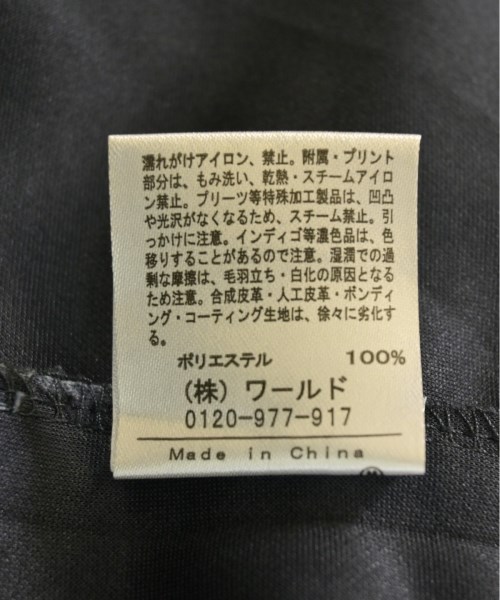 濡れがけアイロン、禁止。附属・プリント
部分は、もみ洗い、乾熱・スチームアイロ
ン禁止。プリーツ等特殊加工製品は、凹凸
や光沢がなくなるため、スチーム禁止。引
っかけに注意。インディゴ等濃色品は、色
移りすることがあるので注意。湿潤での過
剰な摩擦は、毛羽立ち・白化の原因となる
ため注意。合成皮革・人工皮革・ボンディ
ング・コーティング生地は、徐々に劣化す
る。
ポリエステル 100%
（株）ワールド
0120-977-917
Made in China